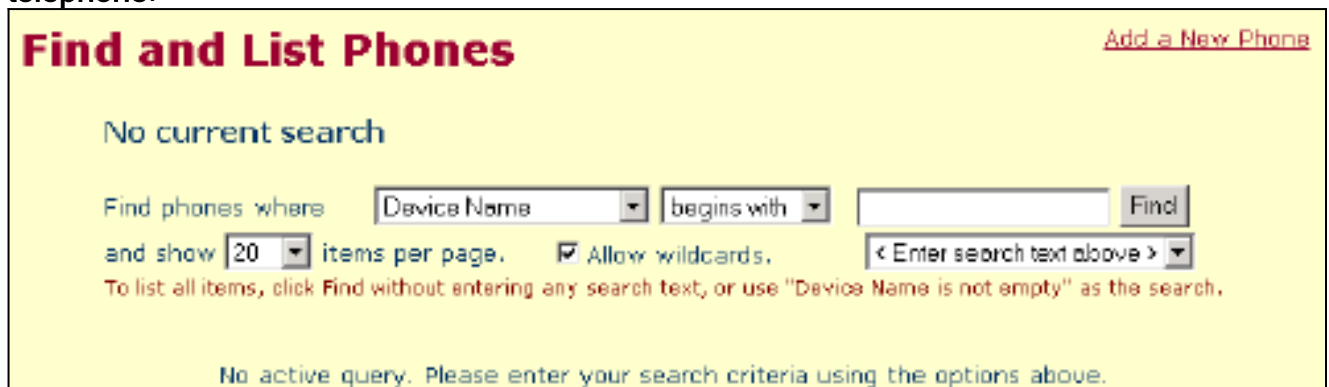 telephone.
Find and List Phones
Add a New Phone
No current search
Find phones where Device Name begins with Find
and show 20 items per page. Allow wildcards. < Enter search text above >
To list all items, click Find without entering any search text, or use "Device Name is not empty" as the search.
No active query. Please enter your search criteria using the options above.